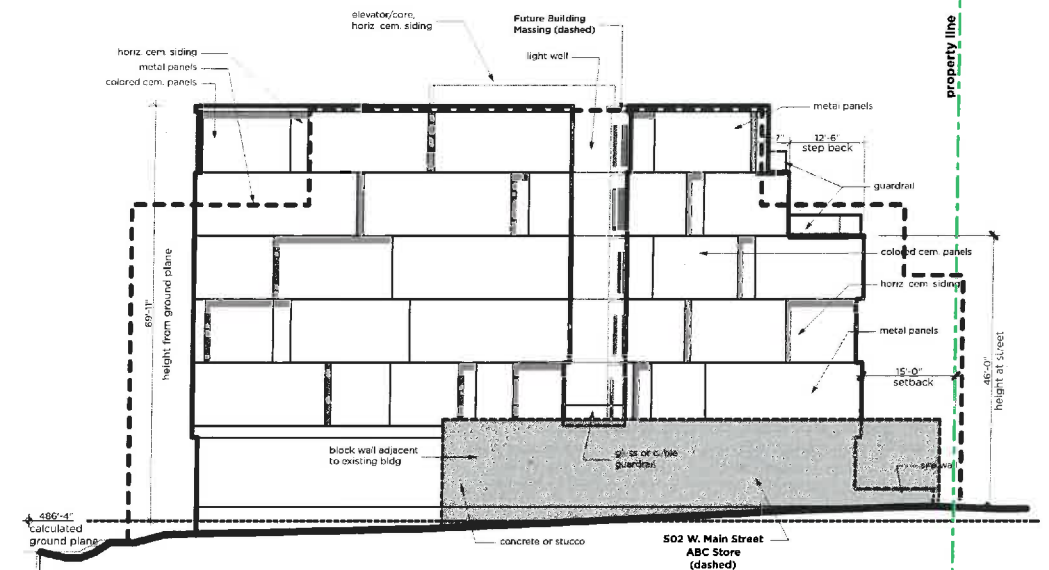 elevator/core,
horiz. cem. siding
Future Building
Massing (dashed)
light well
horiz. cem. siding
metal panels
colored cem. panels
property line
metal panels
12'-6"
step back
guardrail
colored cem. panels
horiz. cem. siding
metal panels
15'-0"
setback
46'-0"
height at street
69'-11"
height from ground plane
block wall adjacent
to existing bldg
glass or cable
guardrail
486'-4"
calculated
ground plane
concrete or stucco
502 W. Main Street
ABC Store
(dashed)